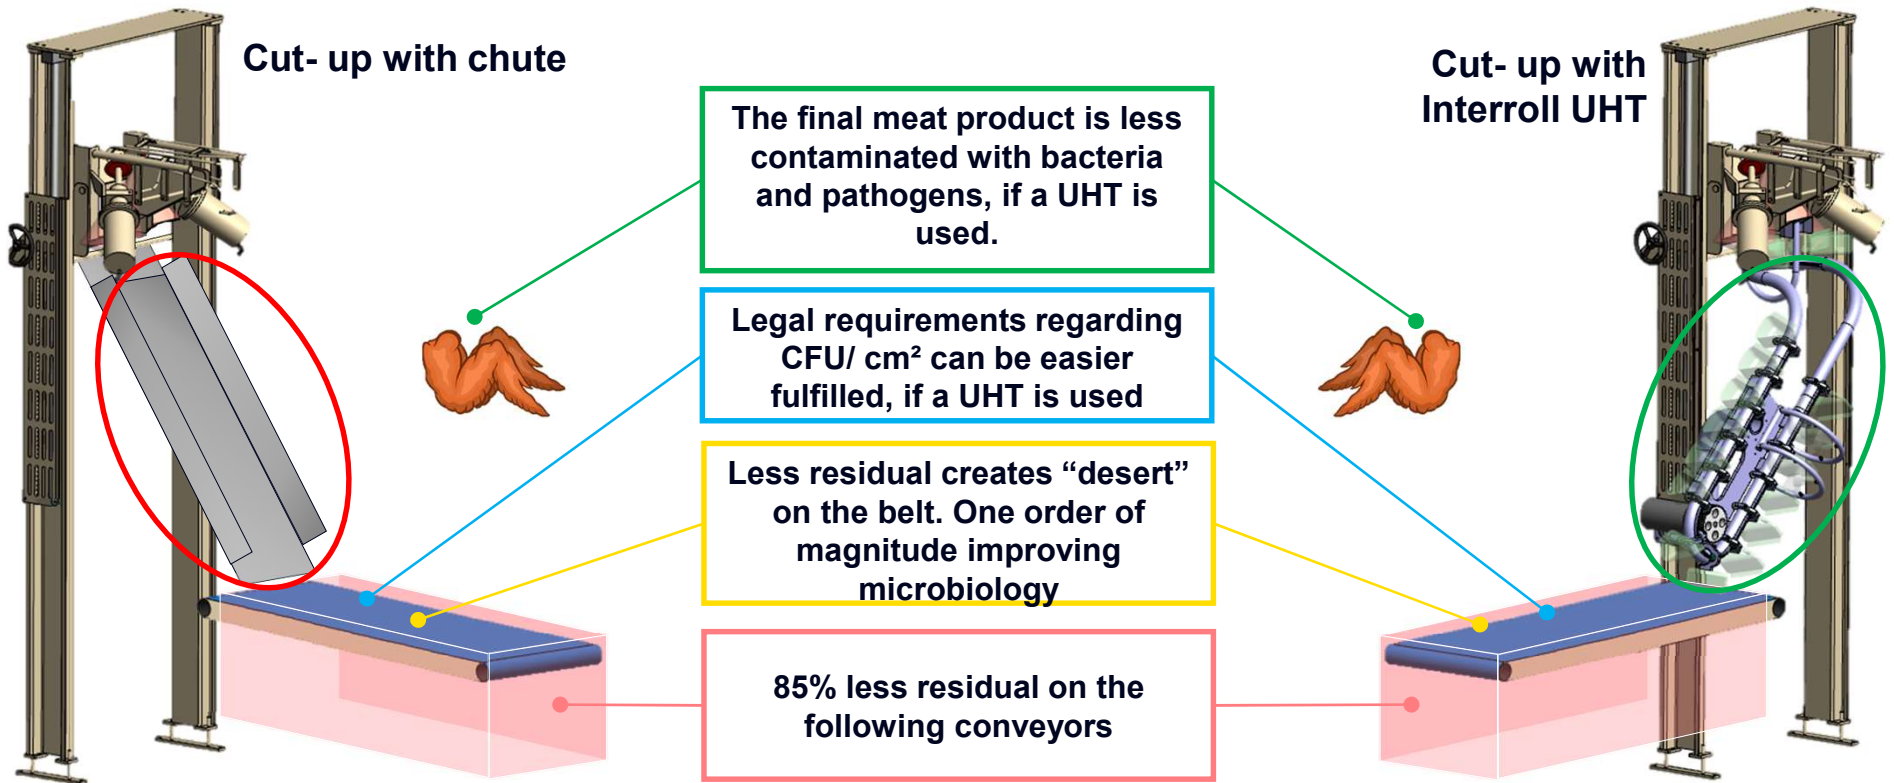 Cut- up with chute
Cut- up with
Interroll UHT
The final meat product is less
contaminated with bacteria
and pathogens, if a UHT is
used.
Legal requirements regarding
CFU/ cm² can be easier
fulfilled, if a UHT is used
Less residual creates “desert”
on the belt. One order of
magnitude improving
microbiology
85% less residual on the
following conveyors